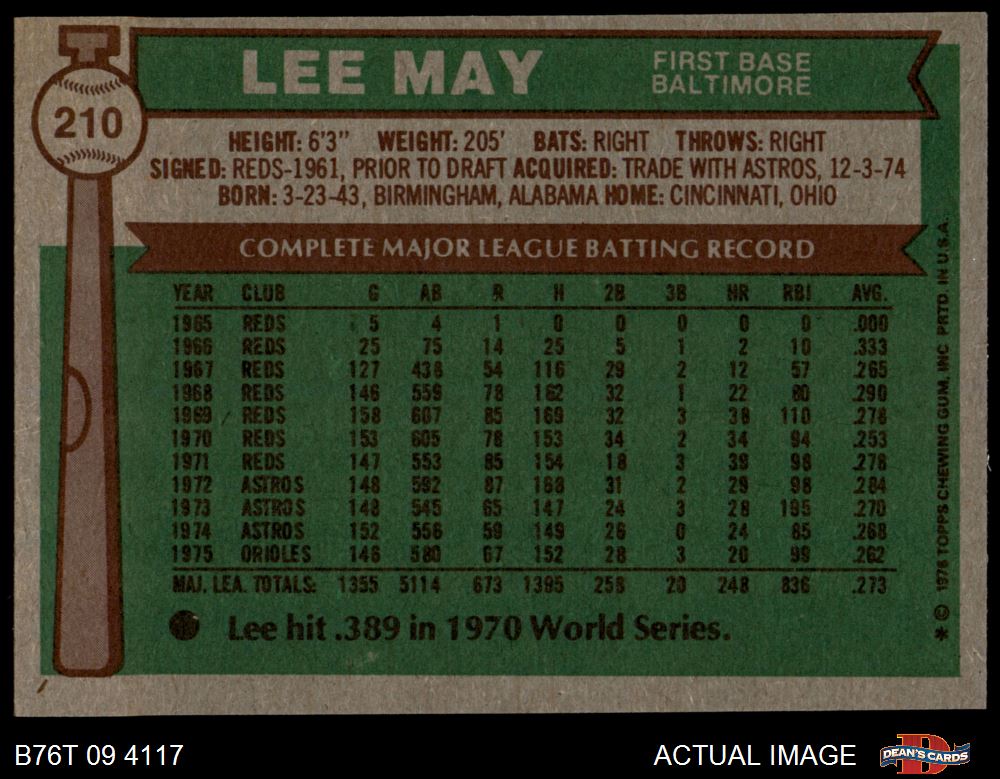 210
LEE MAY
FIRST BASE
BALTIMORE
HEIGHT: 6'3" WEIGHT: 205' BATS: RIGHT THROWS: RIGHT
SIGNED: REDS-1961, PRIOR TO DRAFT ACQUIRED: TRADE WITH ASTROS, 12-3-74
BORN: 3-23-43, BIRMINGHAM, ALABAMA HOME: CINCINNATI, OHIO
COMPLETE MAJOR LEAGUE BATTING RECORD
YEAR CLUB G AB R H 2B 3B HR RBI AVG.
1965 REDS 5 4 1 0 0 0 0 0 .000
1966 REDS 25 75 14 25 5 1 2 10 .333
1967 REDS 127 438 54 116 29 2 12 57 .265
1968 REDS 146 559 78 162 32 1 22 80 .290
1969 REDS 158 607 85 169 32 3 38 110 .278
1970 REDS 153 605 78 153 34 2 34 94 .253
1971 REDS 147 553 85 154 18 3 39 98 .278
1972 ASTROS 148 592 87 168 31 2 29 98 .284
1973 ASTROS 148 545 65 147 24 3 28 105 .270
1974 ASTROS 152 556 59 149 26 0 24 85 .268
1975 ORIOLES 146 580 67 152 28 3 20 99 .262
MAJ. LEA. TOTALS: 1355 5114 673 1395 259 20 248 836 .273
Lee hit .389 in 1970 World Series.
* © 1976 TOPPS CHEWING GUM, INC PRTD IN U.S.A.
B76T 09 4117
ACTUAL IMAGE
DEAN'S CARDS